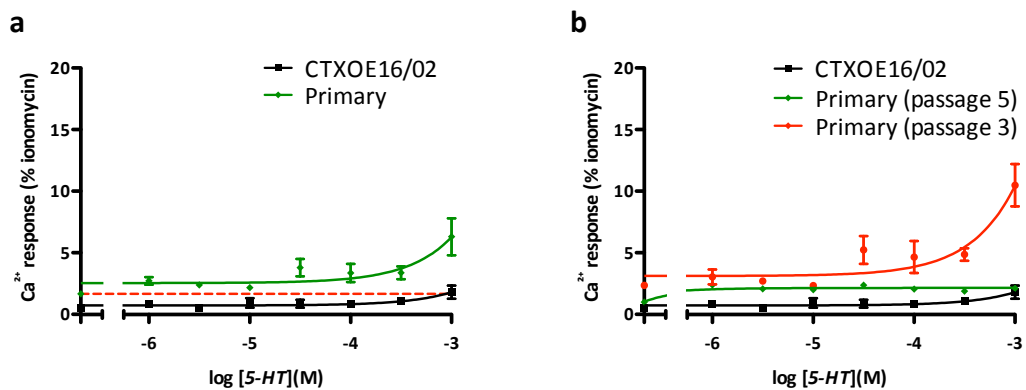 a
Ca²⁺ response (% ionomycin)
20
15
10
5
0
CTXOE16/02
Primary
-6
-5
-4
-3
log [5-HT](M)
b
Ca²⁺ response (% ionomycin)
20
15
10
5
0
CTXOE16/02
Primary (passage 5)
Primary (passage 3)
-6
-5
-4
-3
log [5-HT](M)